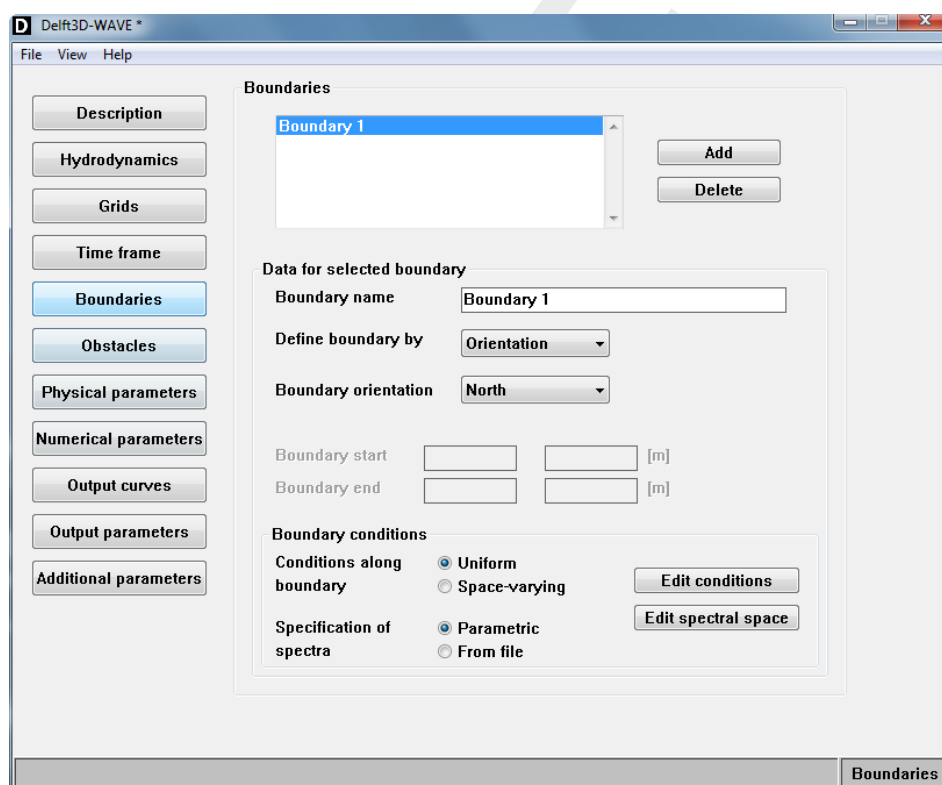 Delft3D-WAVE *
File View Help
Description
Hydrodynamics
Grids
Time frame
Boundaries
Obstacles
Physical parameters
Numerical parameters
Output curves
Output parameters
Additional parameters
Boundaries
Boundary 1
Add
Delete
Data for selected boundary
Boundary name Boundary 1
Define boundary by Orientation
Boundary orientation North
Boundary start [m]
Boundary end [m]
Boundary conditions
Conditions along boundary
Uniform
Space-varying
Edit conditions
Edit spectral space
Specification of spectra
Parametric
From file
Boundaries